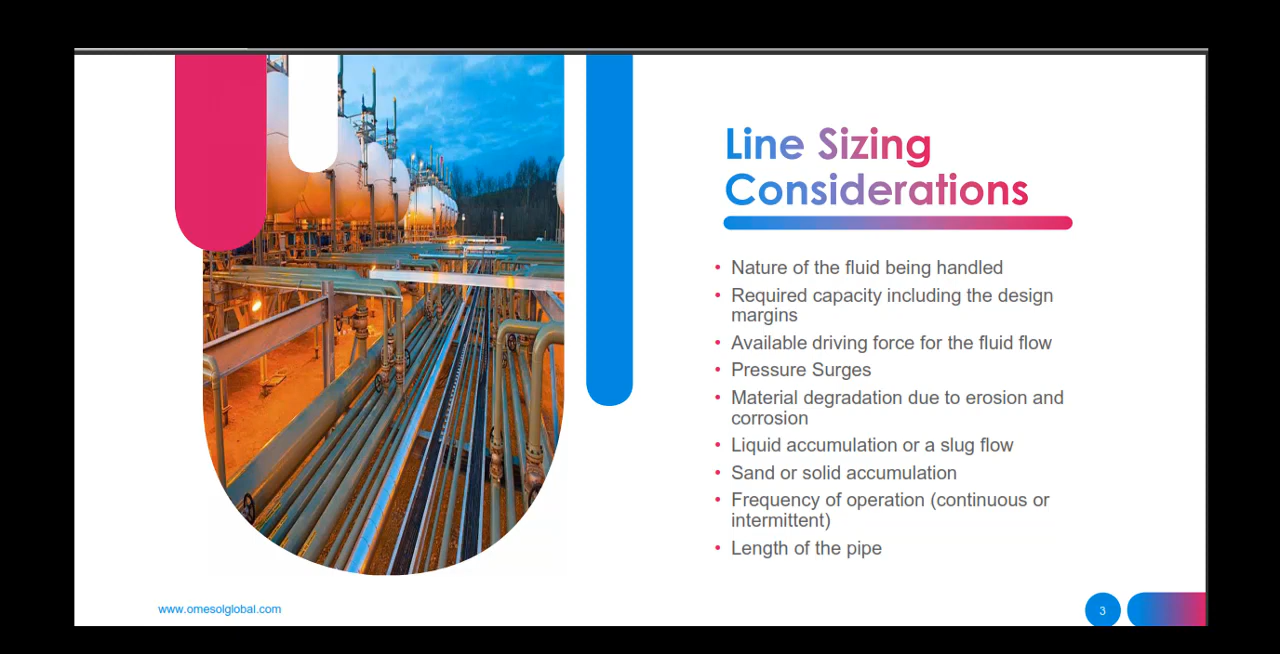 Line Sizing
Considerations
• Nature of the fluid being handled
• Required capacity including the design
margins
• Available driving force for the fluid flow
• Pressure Surges
• Material degradation due to erosion and
corrosion
• Liquid accumulation or a slug flow
• Sand or solid accumulation
• Frequency of operation (continuous or
intermittent)
• Length of the pipe
www.omesolglobal.com
3